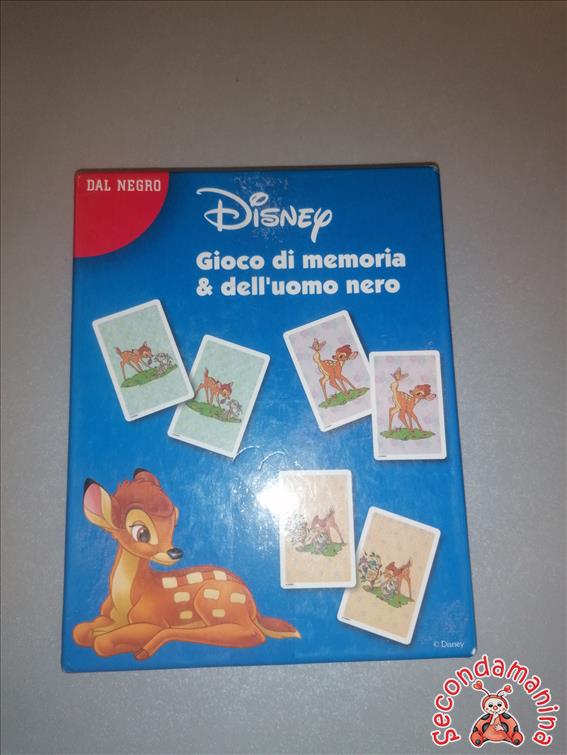 DAL NEGRO
Disney
Gioco di memoria
& dell'uomo nero
© Disney
Secondamanina